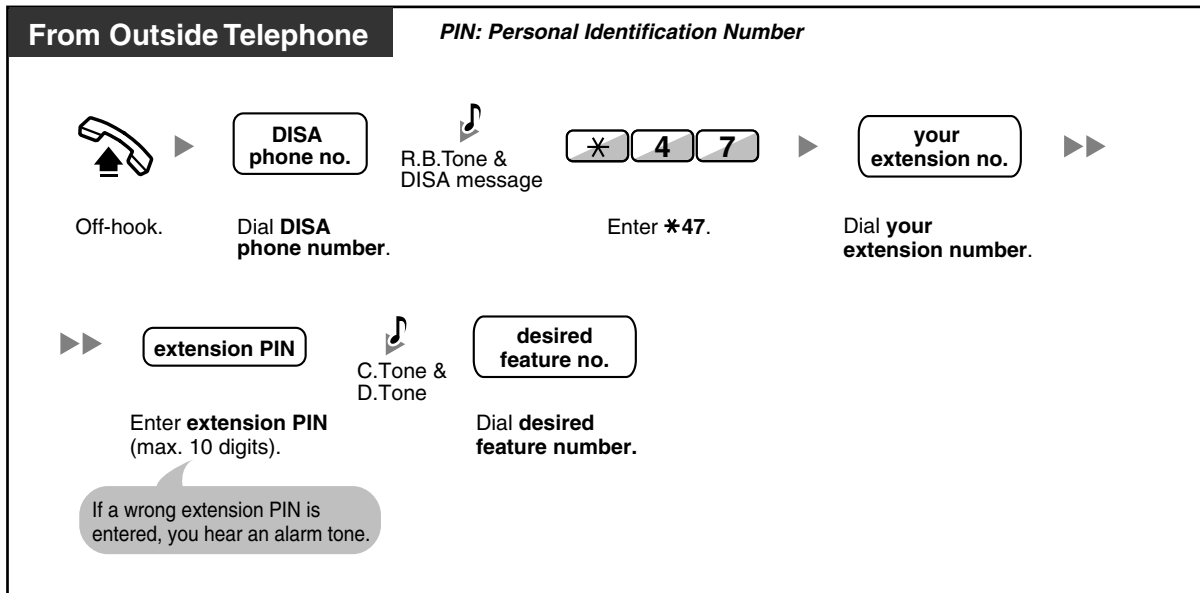 From Outside Telephone
PIN: Personal Identification Number
DISA
phone no.
R.B.Tone &
DISA message
* 4 7
your
extension no.
Off-hook.
Dial DISA
phone number.
Enter *47.
Dial your
extension number.
extension PIN
C.Tone &
D.Tone
desired
feature no.
Enter extension PIN
(max. 10 digits).
Dial desired
feature number.
If a wrong extension PIN is
entered, you hear an alarm tone.